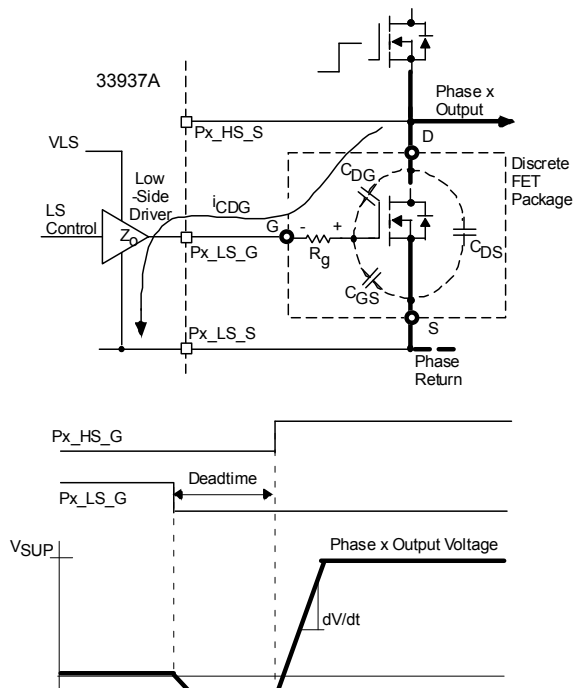 33937A
Phase x
Output
Px_HS_S
D
VLS
Discrete
FET
Package
CDG
Low
-Side
Driver
iCDG
LS
Control
ZO
G
-
+
Px_LS_G
Rg
CDS
CGS
S
Px_LS_S
Phase
Return
Px_HS_G
Deadtime
Px_LS_G
VSUP
Phase x Output Voltage
dV/dt